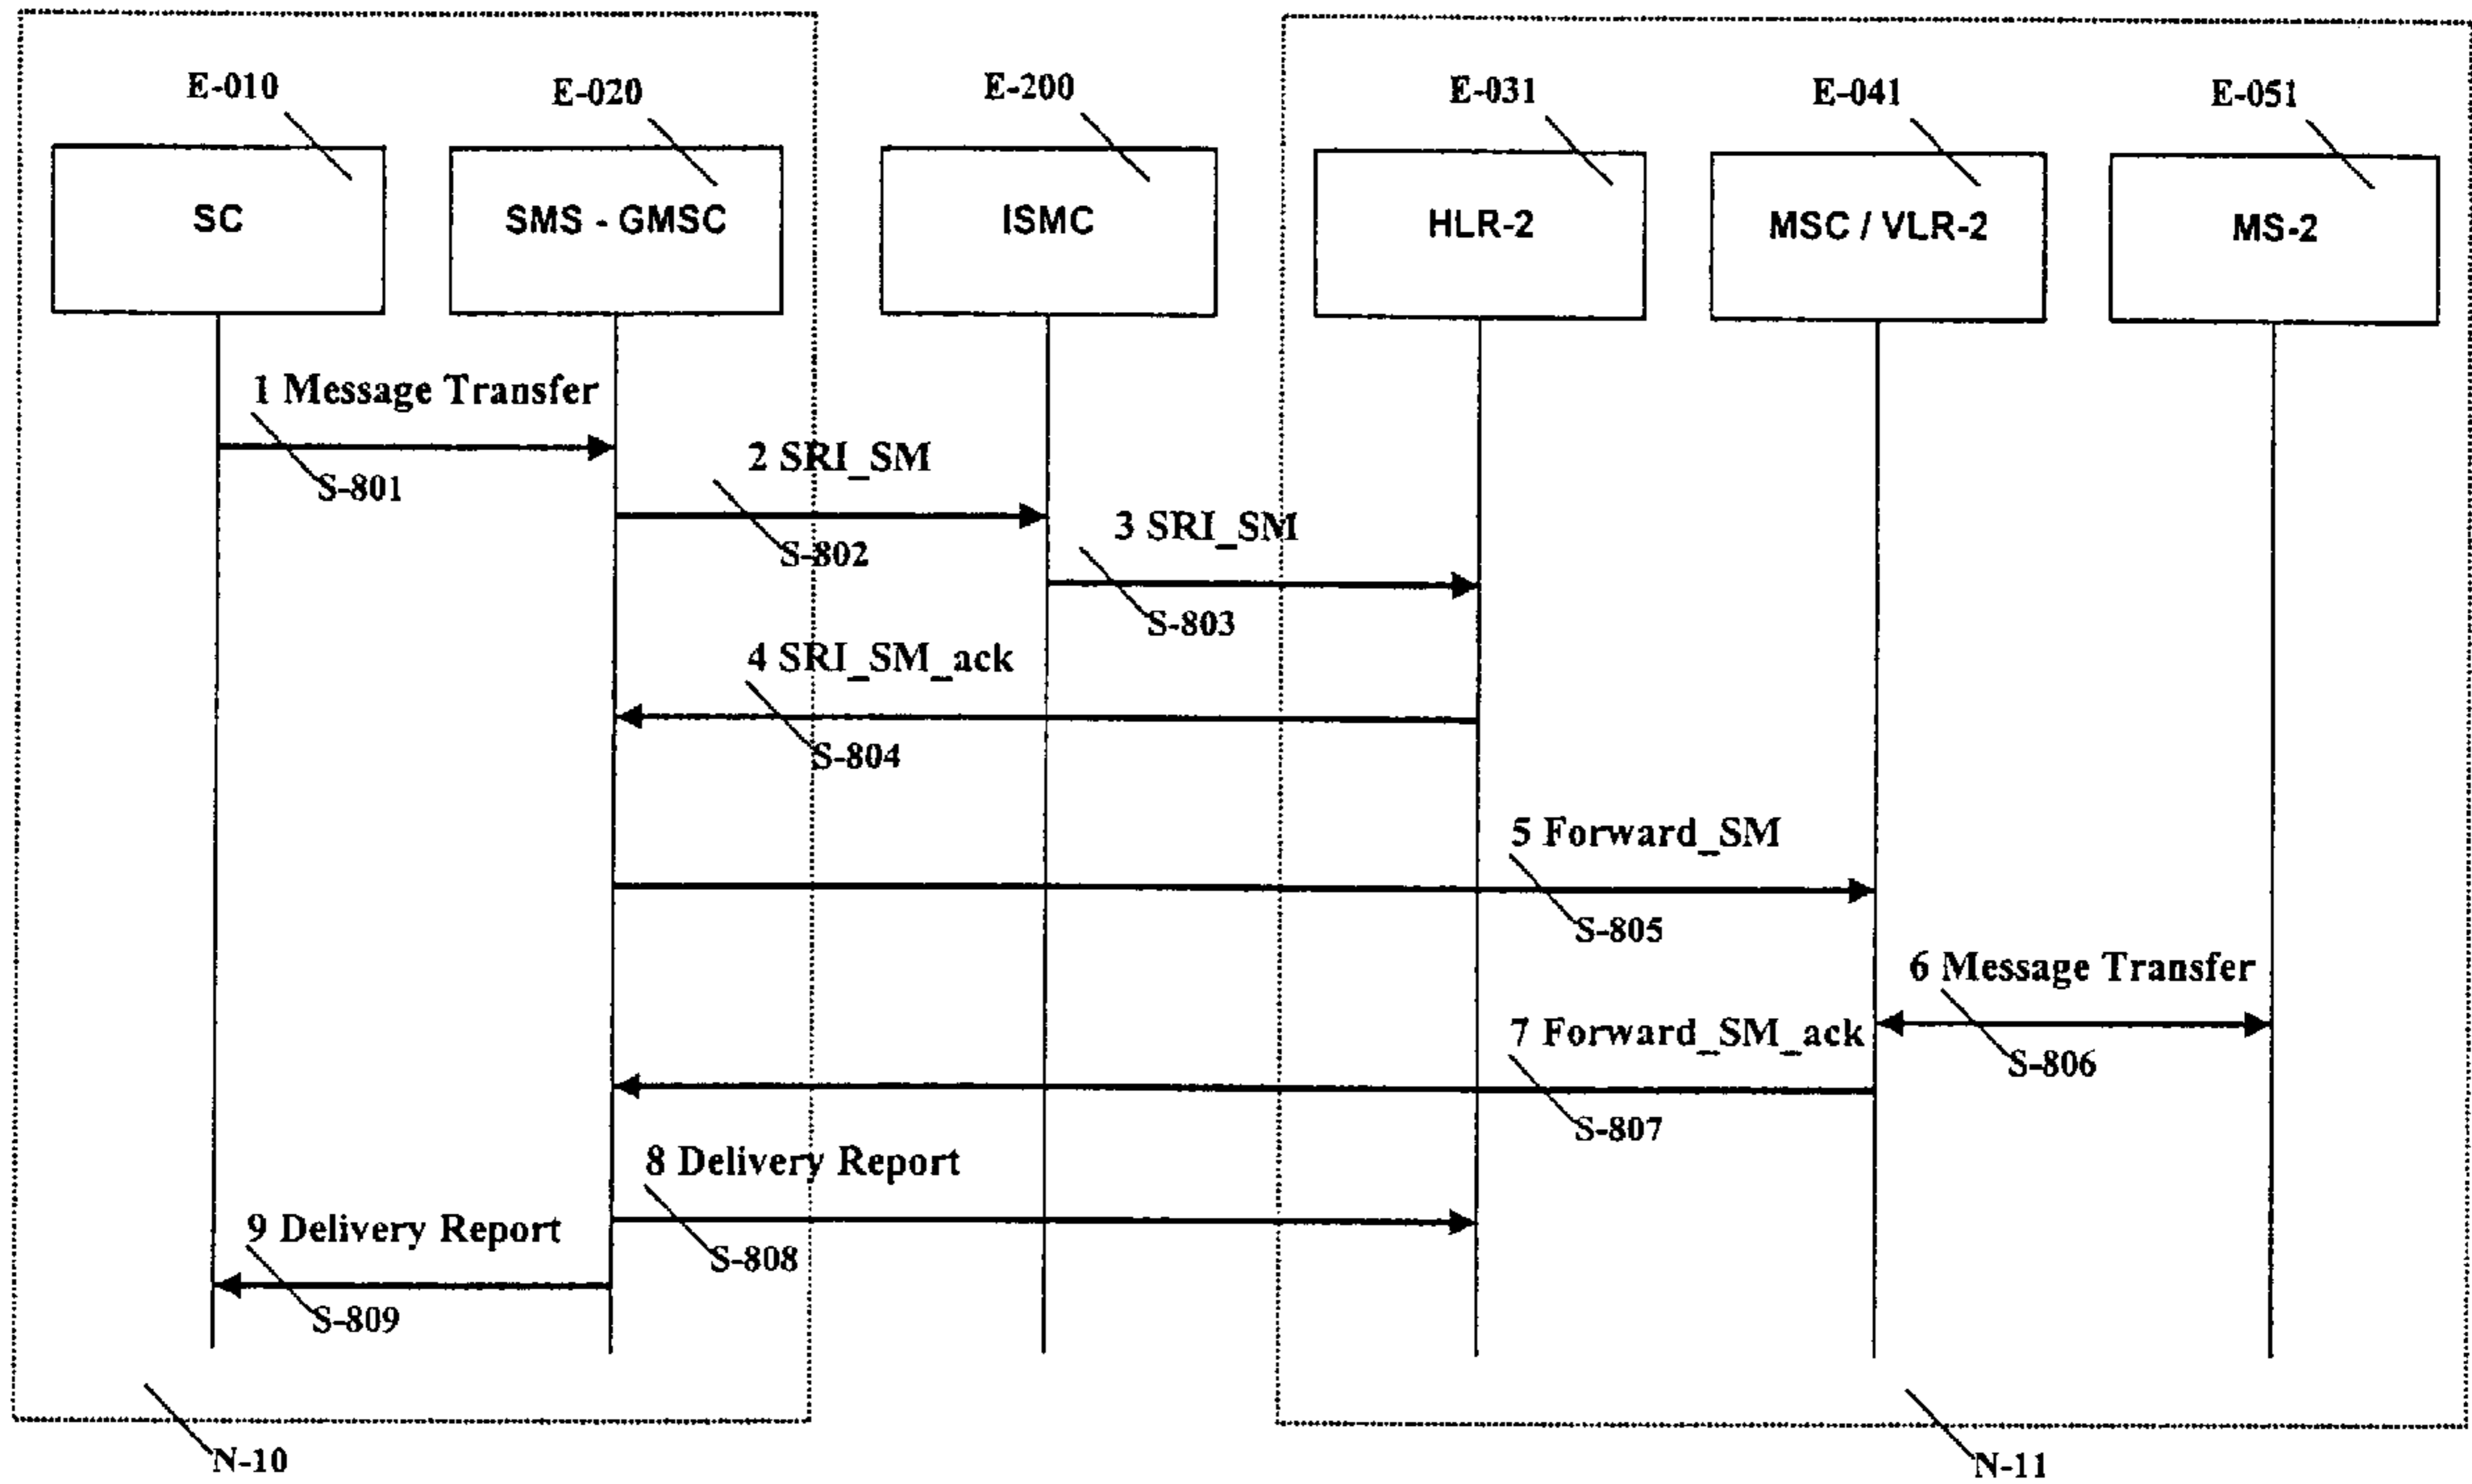 E-010
E-020
E-200
E-031
E-041
E-051
SC
SMS - GMSC
ISMC
HLR-2
MSC / VLR-2
MS-2
1 Message Transfer
S-801
2 SRI_SM
S-802
3 SRI_SM
S-803
4 SRI_SM_ack
S-804
5 Forward_SM
S-805
6 Message Transfer
S-806
7 Forward_SM_ack
S-807
8 Delivery Report
S-808
9 Delivery Report
S-809
N-10
N-11